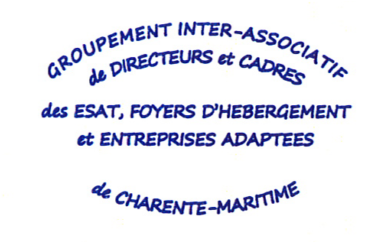 GROUPEMENT INTER-ASSOCIATIF
de DIRECTEURS et CADRES
des ESAT, FOYERS D'HEBERGEMENT
et ENTREPRISES ADAPTEES
de CHARENTE-MARITIME